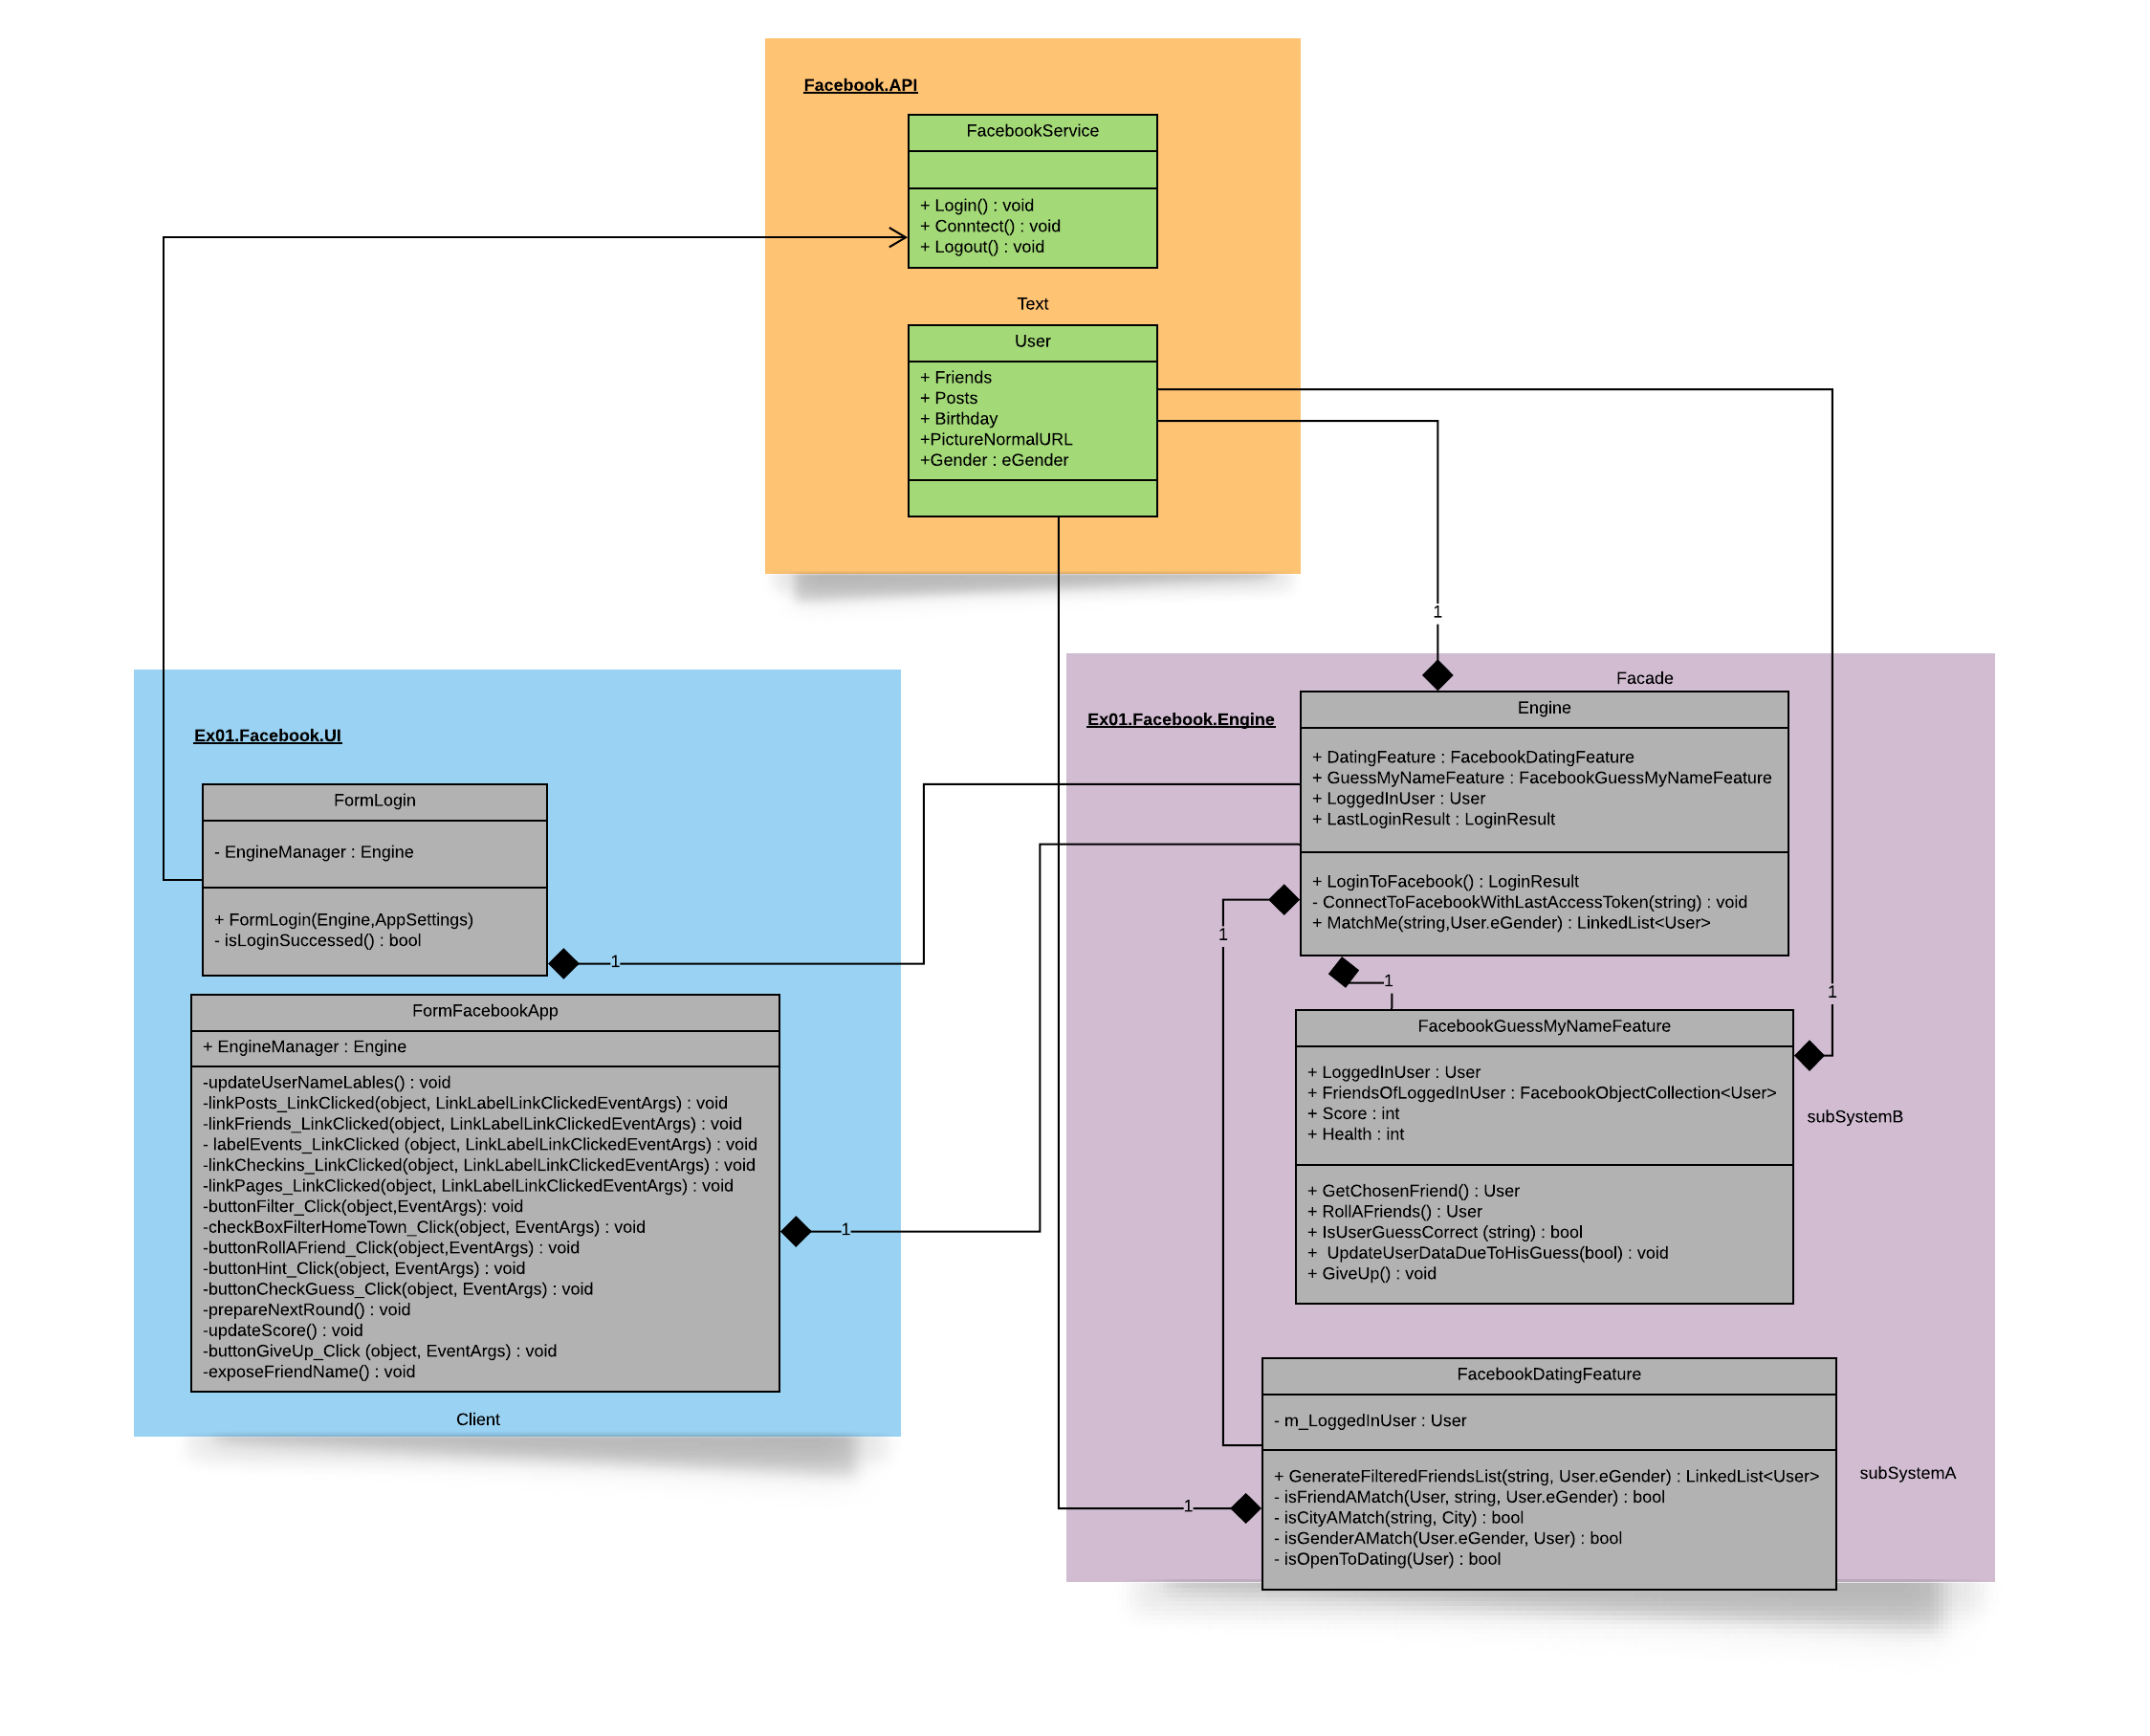 Facebook.API
FacebookService
+ Login() : void
+ Conntect() : void
+ Logout() : void
Text
User
+ Friends
+ Posts
+ Birthday
+PictureNormalURL
+Gender : eGender
1
Ex01.Facebook.UI
FormLogin
- EngineManager : Engine
+ FormLogin(Engine,AppSettings)
- isLoginSuccessed() : bool
1
FormFacebookApp
+ EngineManager : Engine
-updateUserNameLables() : void
-linkPosts_LinkClicked(object, LinkLabelLinkClickedEventArgs) : void
-linkFriends_LinkClicked(object, LinkLabelLinkClickedEventArgs) : void
- labelEvents_LinkClicked (object, LinkLabelLinkClickedEventArgs) : void
-linkCheckins_LinkClicked(object, LinkLabelLinkClickedEventArgs) : void
-linkPages_LinkClicked(object, LinkLabelLinkClickedEventArgs) : void
-buttonFilter_Click(object,EventArgs): void
-checkBoxFilterHomeTown_Click(object, EventArgs) : void
-buttonRollAFriend_Click(object,EventArgs) : void
-buttonHint_Click(object, EventArgs) : void
-buttonCheckGuess_Click(object, EventArgs) : void
-prepareNextRound() : void
-updateScore() : void
-buttonGiveUp_Click (object, EventArgs) : void
-exposeFriendName() : void
1
Client
Facade
Ex01.Facebook.Engine
Engine
+ DatingFeature : FacebookDatingFeature
+ GuessMyNameFeature : FacebookGuessMyNameFeature
+ LoggedInUser : User
+ LastLoginResult : LoginResult
+ LoginToFacebook() : LoginResult
- ConnectToFacebookWithLastAccessToken(string) : void
+ MatchMe(string,User.eGender) : LinkedList<User>
1
1
1
FacebookGuessMyNameFeature
+ LoggedInUser : User
+ FriendsOfLoggedInUser : FacebookObjectCollection<User>
+ Score : int
+ Health : int
+ GetChosenFriend() : User
+ RollAFriends() : User
+ IsUserGuessCorrect (string) : bool
+  UpdateUserDataDueToHisGuess(bool) : void
+ GiveUp() : void
subSystemB
FacebookDatingFeature
- m_LoggedInUser : User
+ GenerateFilteredFriendsList(string, User.eGender) : LinkedList<User>
- isFriendAMatch(User, string, User.eGender) : bool
- isCityAMatch(string, City) : bool
- isGenderAMatch(User.eGender, User) : bool
- isOpenToDating(User) : bool
subSystemA
1